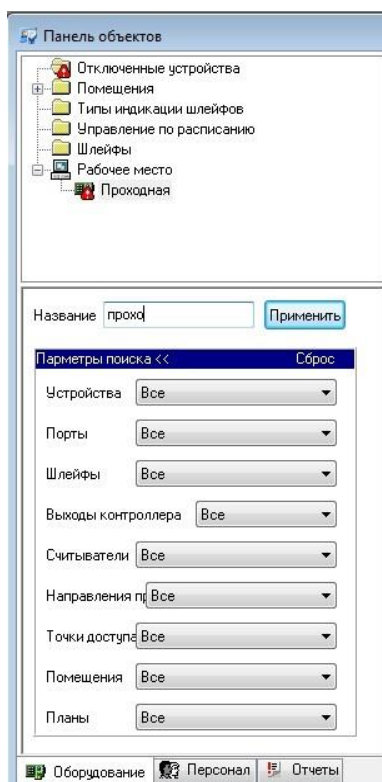 Панель объектов
Отключенные устройства
Помещения
Типы индикации шлейфов
Управление по расписанию
Шлейфы
Рабочее место
Проходная
Название прохо Применить
Парметры поиска << Сброс
Устройства Все
Порты Все
Шлейфы Все
Выходы контроллера Все
Считыватели Все
Направления пр Все
Точки доступа Все
Помещения Все
Планы Все
Оборудование Персонал Отчеты